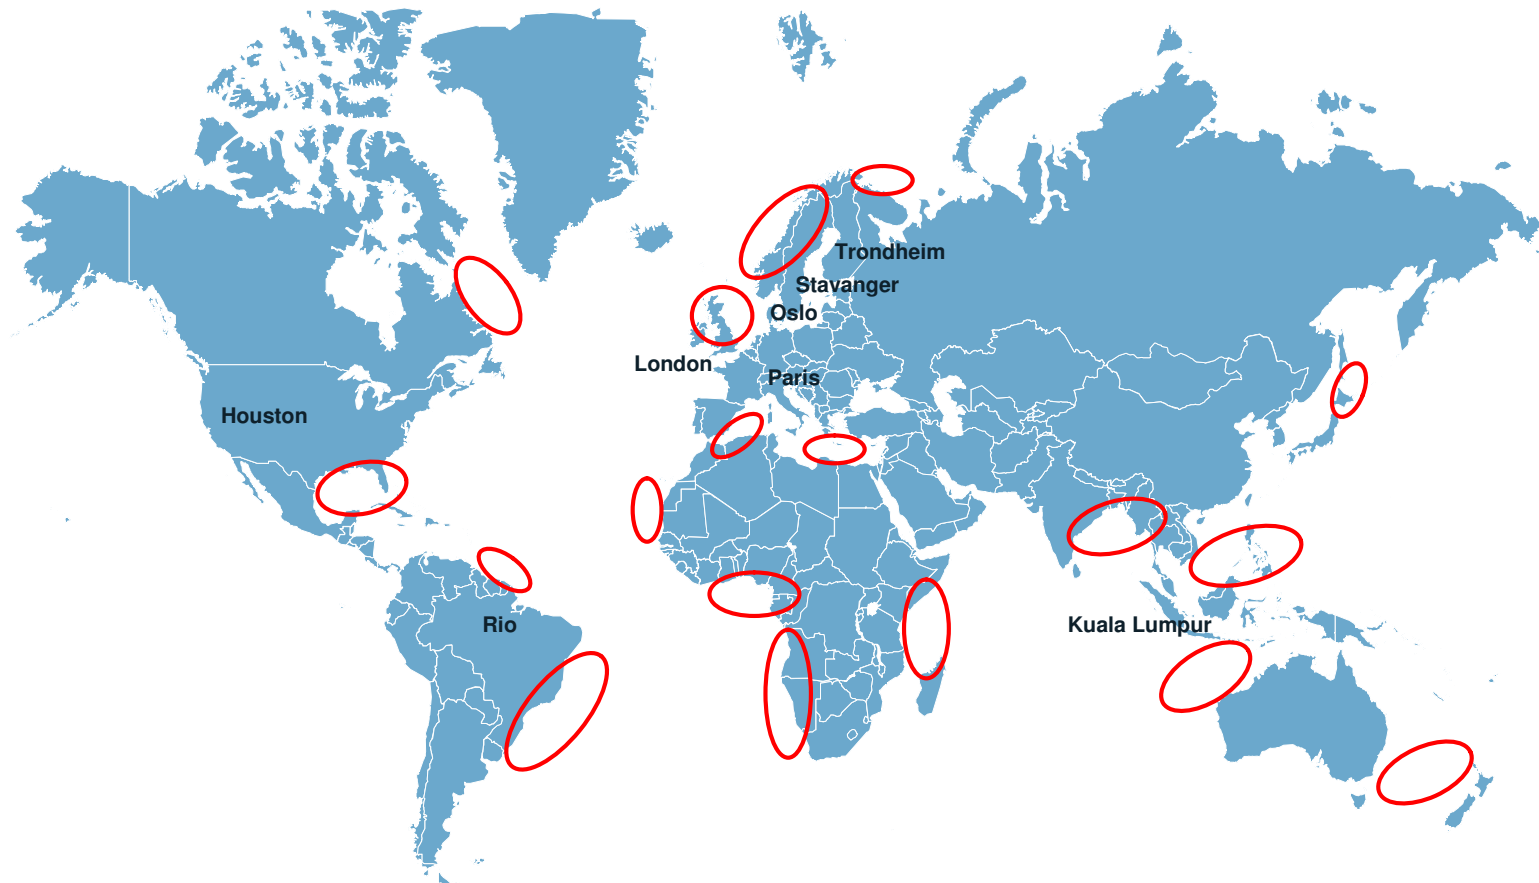 Trondheim
Stavanger
Oslo
London
Paris
Houston
Rio
Kuala Lumpur